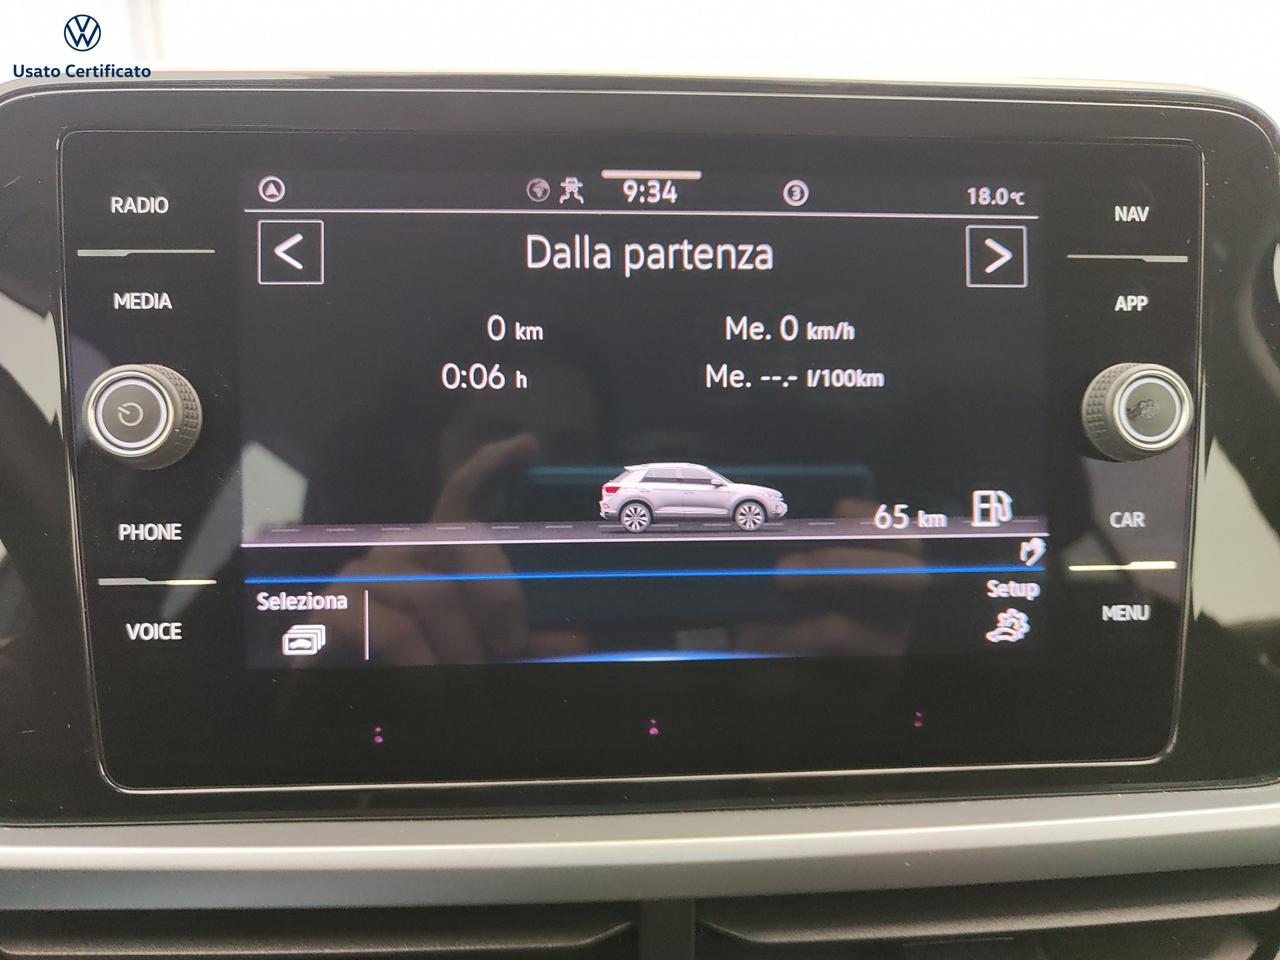 Usato Certificato
RADIO
MEDIA
PHONE
VOICE
9:34
3
18.0°C
<
Dalla partenza
>
0 km
Me. 0 km/h
0:06 h
Me. --.- l/100km
65 km
Seleziona
Setup
NAV
APP
CAR
MENU